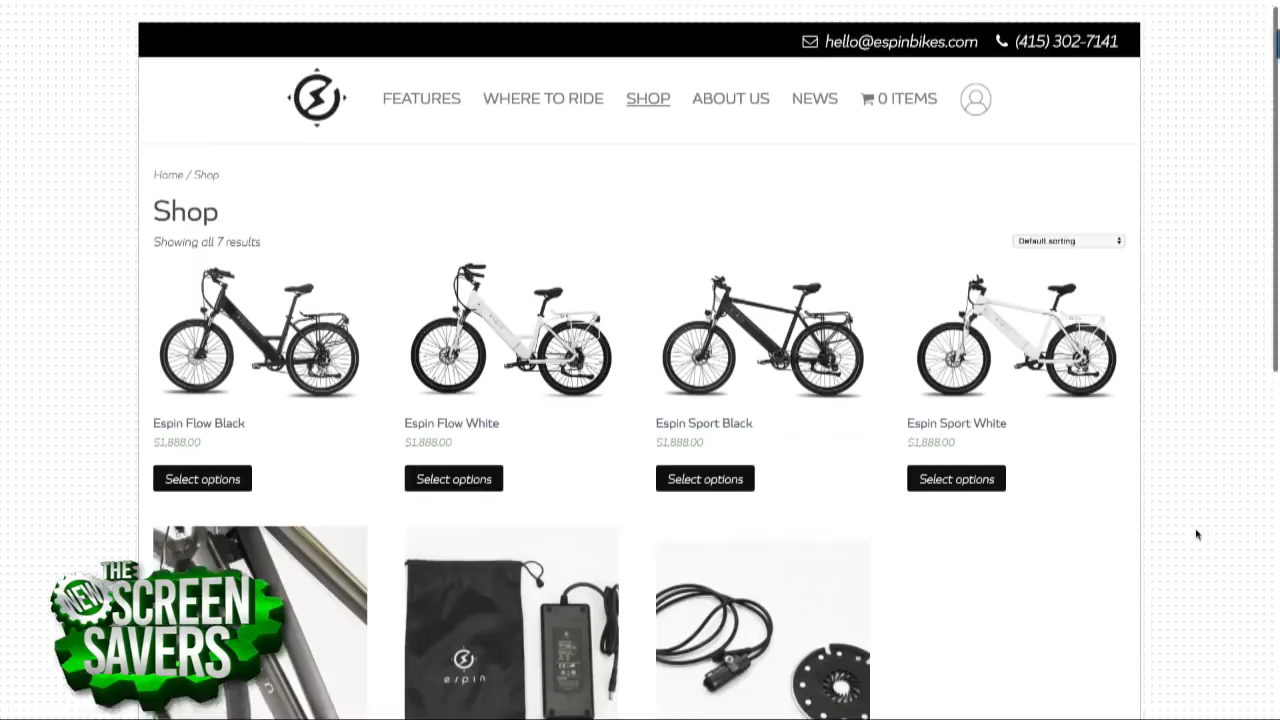 hello@espinbikes.com (415) 302-7141
FEATURES WHERE TO RIDE SHOP ABOUT US NEWS 0 ITEMS
Home / Shop
Shop
Showing all 7 results
Default sorting
Espin Flow Black Espin Flow White Espin Sport Black Espin Sport White
$1,888.00 $1,888.00 $1,888.00 $1,888.00
Select options Select options Select options Select options
espin
THE
NEW SCREEN
SAVERS